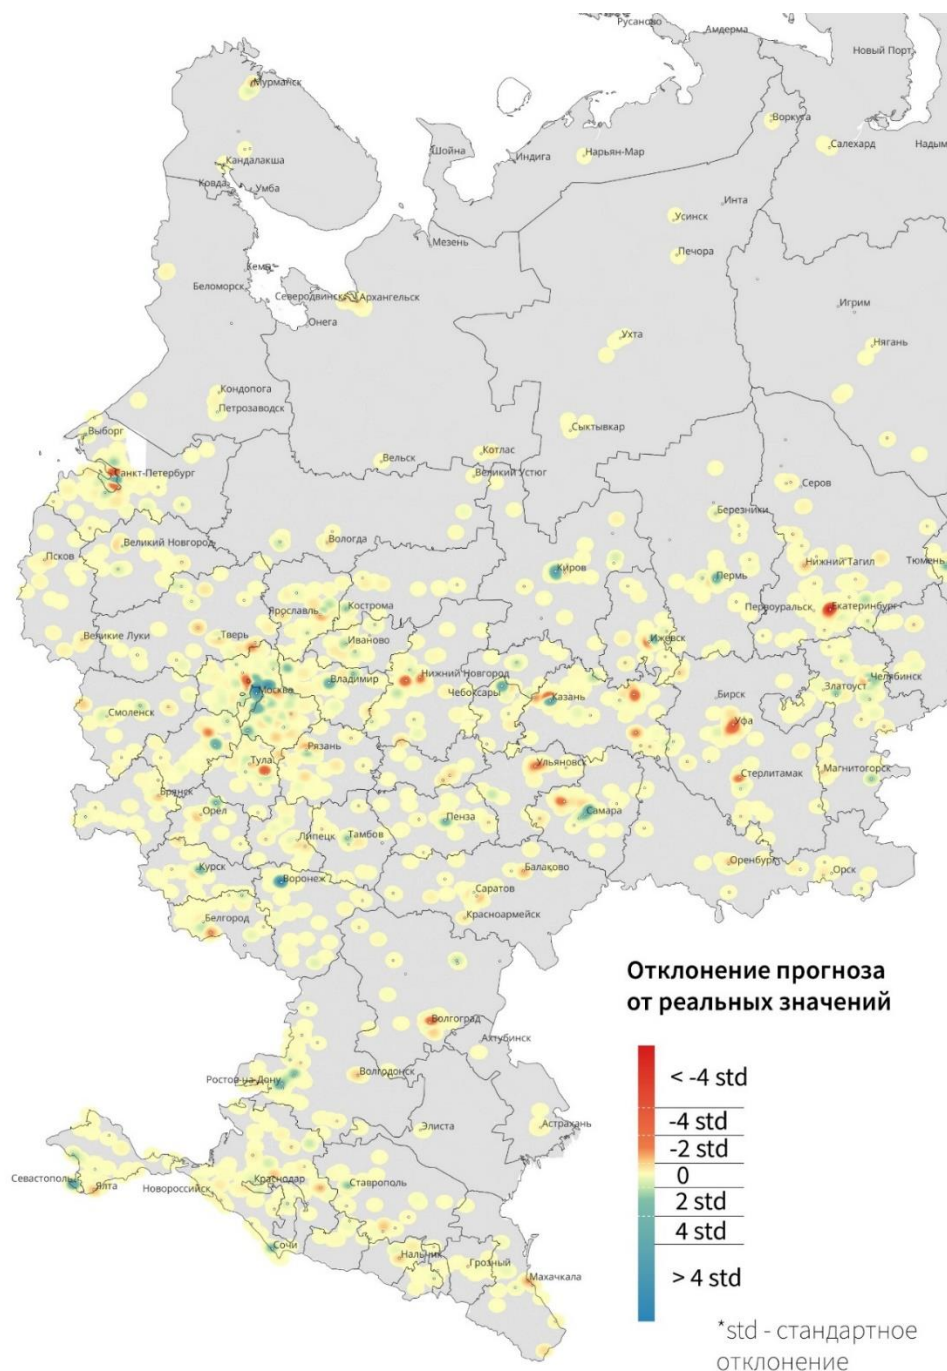 Русаново
Амдерма
Новый Порт
Мурманск
Воркута
Шойна
Индига
Нарьян-Мар
Салехард
Надым
Кандалакша
Ковда
Умба
Инта
Усинск
Мезень
Печора
Кемь
Беломорск
Северодвинск
Архангельск
Игрим
Онега
Ухта
Нягань
Кондопога
Петрозаводск
Сыктывкар
Выборг
Вельск
Котлас
Санкт-Петербург
Великий Устюг
Серов
Березники
Великий Новгород
Вологда
Псков
Киров
Пермь
Нижний Тагил
Тюмень
Ярославль
Кострома
Первоуральск
Екатеринбург
Великие Луки
Тверь
Иваново
Ижевск
Москва
Владимир
Нижний Новгород
Чебоксары
Казань
Бирск
Златоуст
Челябинск
Смоленск
Уфа
Рязань
Тула
Ульяновск
Стерлитамак
Магнитогорск
Брянск
Орёл
Пенза
Самара
Липецк
Тамбов
Курск
Воронеж
Балаково
Оренбург
Орск
Саратов
Белгород
Красноармейск
Отклонение прогноза
от реальных значений
Волгоград
Ахтубинск
Ростов-на-Дону
Волгодонск
< -4 std
-4 std
-2 std
0
2 std
4 std
> 4 std
Элиста
Астрахань
Севастополь
Ялта
Новороссийск
Краснодар
Ставрополь
Сочи
Нальчик
Грозный
Махачкала
*std - стандартное
отклонение